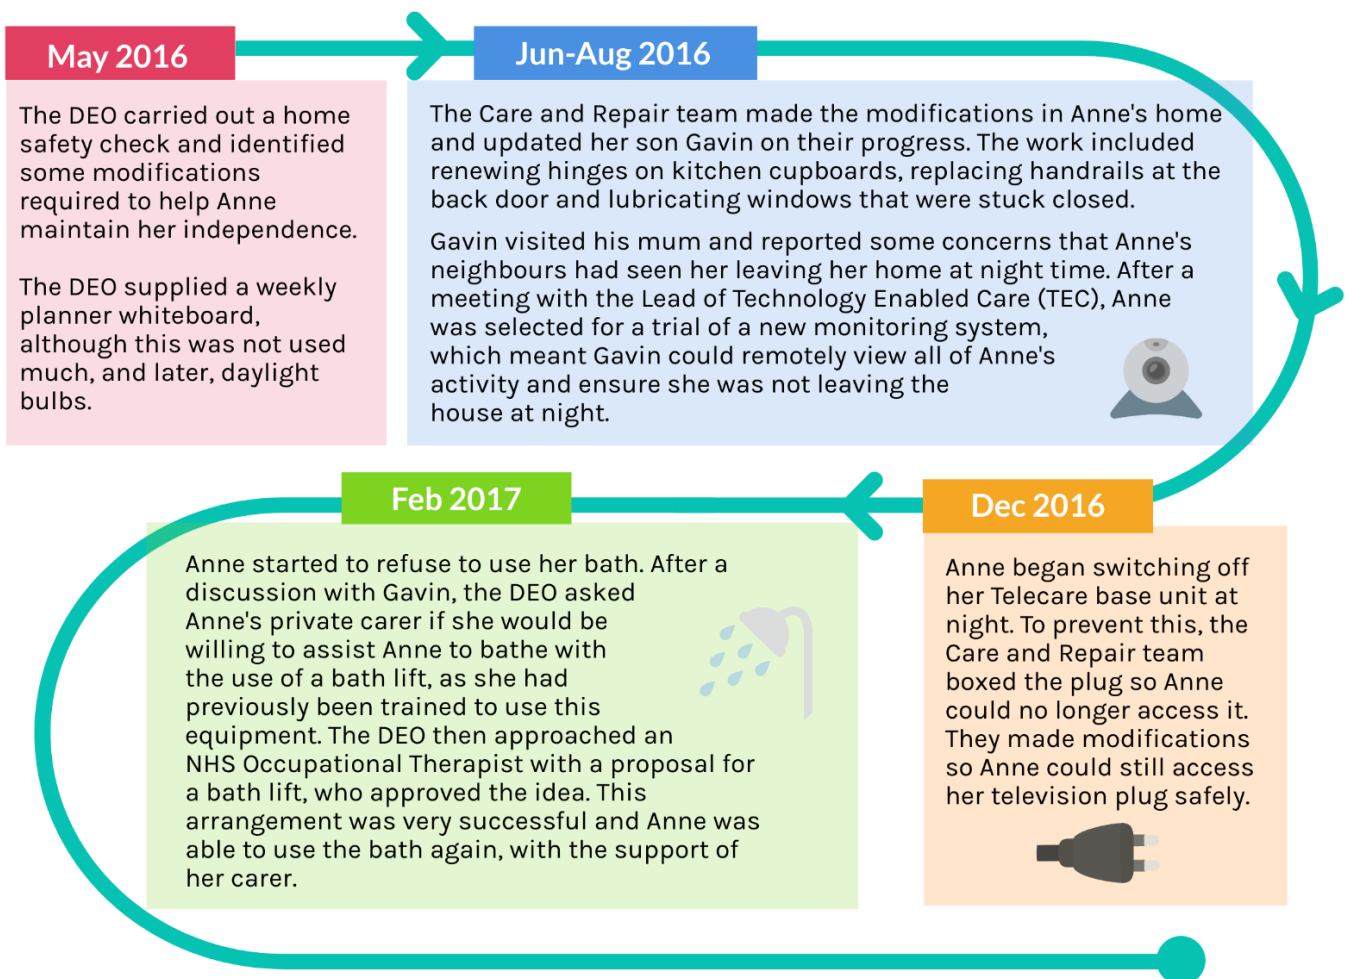 May 2016
The DEO carried out a home
safety check and identified
some modifications
required to help Anne
maintain her independence.
The DEO supplied a weekly
planner whiteboard,
although this was not used
much, and later, daylight
bulbs.
Jun-Aug 2016
The Care and Repair team made the modifications in Anne's home
and updated her son Gavin on their progress. The work included
renewing hinges on kitchen cupboards, replacing handrails at the
back door and lubricating windows that were stuck closed.
Gavin visited his mum and reported some concerns that Anne's
neighbours had seen her leaving her home at night time. After a
meeting with the Lead of Technology Enabled Care (TEC), Anne
was selected for a trial of a new monitoring system,
which meant Gavin could remotely view all of Anne's
activity and ensure she was not leaving the
house at night.
Dec 2016
Anne began switching off
her Telecare base unit at
night. To prevent this, the
Care and Repair team
boxed the plug so Anne
could no longer access it.
They made modifications
so Anne could still access
her television plug safely.
Feb 2017
Anne started to refuse to use her bath. After a
discussion with Gavin, the DEO asked
Anne's private carer if she would be
willing to assist Anne to bathe with
the use of a bath lift, as she had
previously been trained to use this
equipment. The DEO then approached an
NHS Occupational Therapist with a proposal for
a bath lift, who approved the idea. This
arrangement was very successful and Anne was
able to use the bath again, with the support of
her carer.